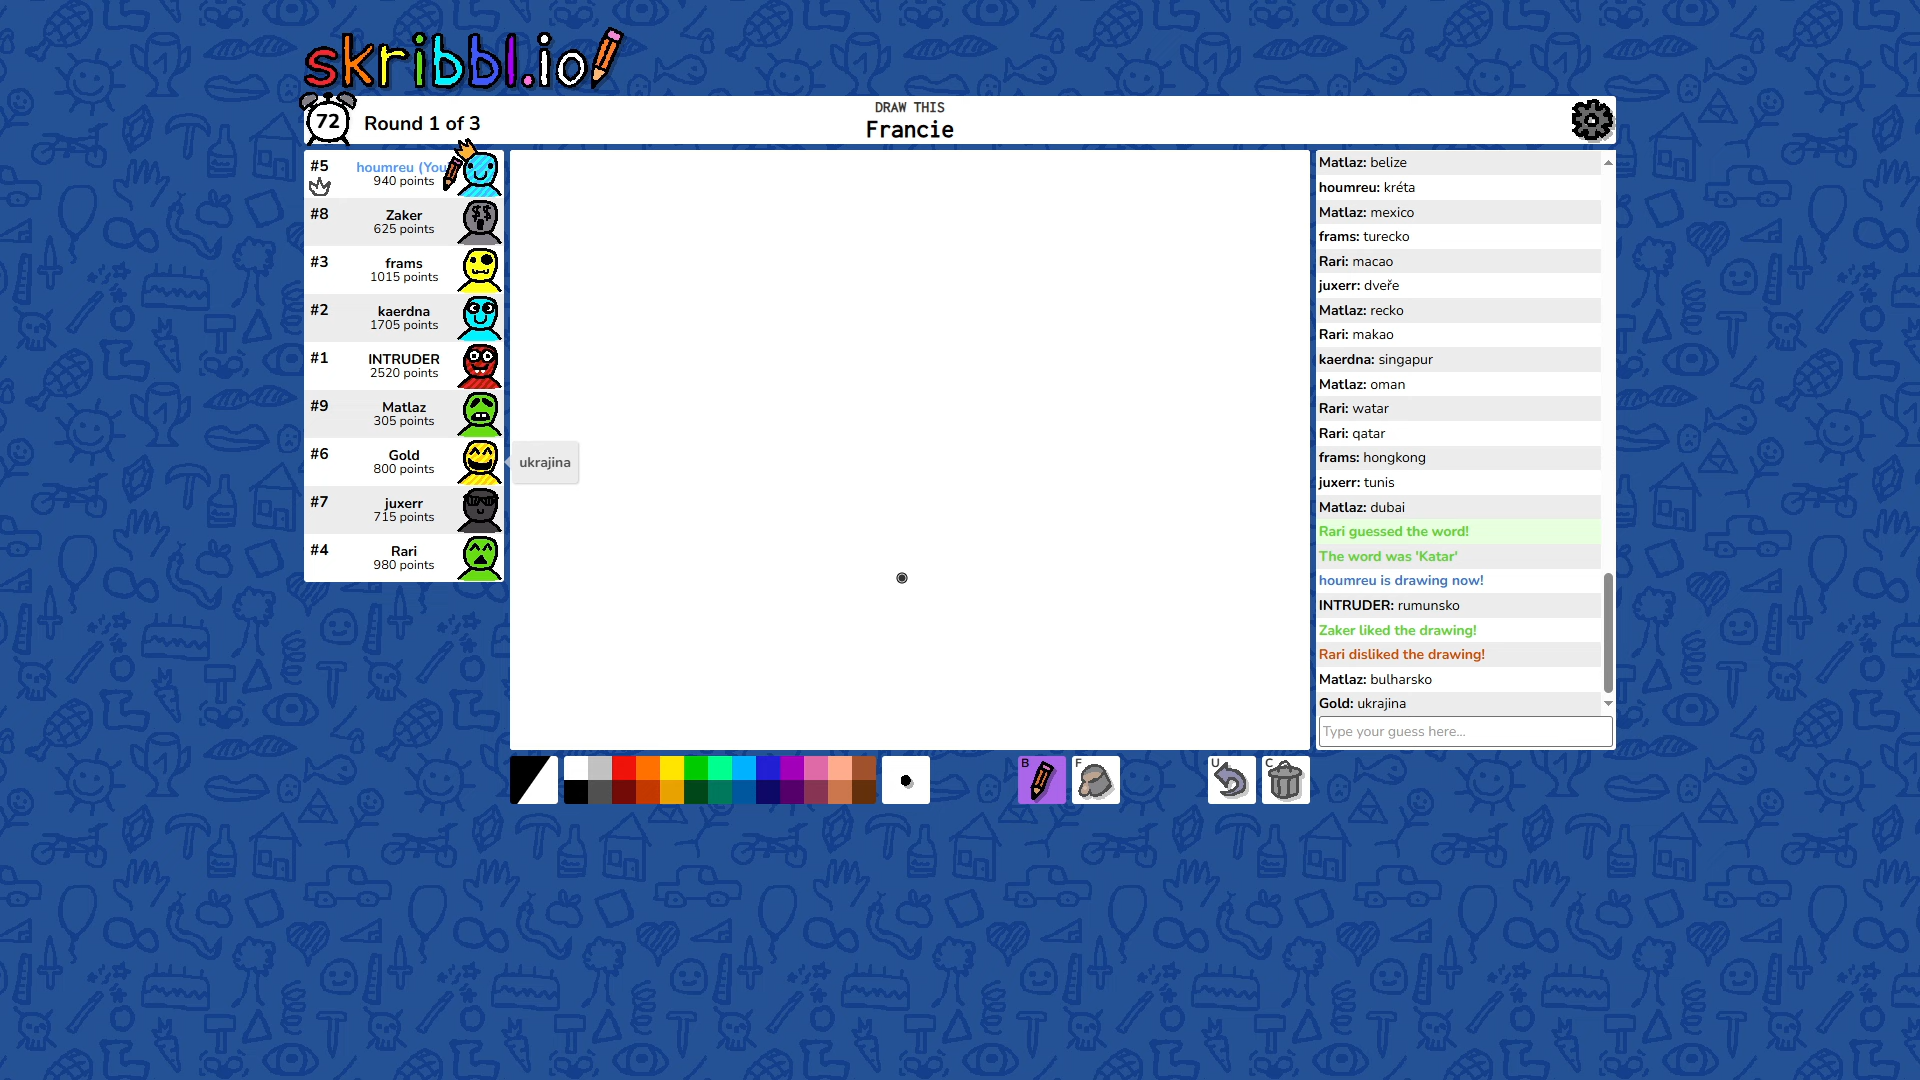 skribbl.io
72
Round 1 of 3
DRAW THIS
Francie
#5
houmreu (You
940 points
#8
Zaker
625 points
#3
frams
1015 points
#2
kaerdna
1705 points
#1
INTRUDER
2520 points
#9
Matlaz
305 points
#6
Gold
800 points
#7
juxerr
715 points
#4
Rari
980 points
ukrajina
Matlaz: belize
houmreu: kréta
Matlaz: mexico
frams: turecko
Rari: macao
juxerr: dveře
Matlaz: recko
Rari: makao
kaerdna: singapur
Matlaz: oman
Rari: watar
Rari: qatar
frams: hongkong
juxerr: tunis
Matlaz: dubai
Rari guessed the word!
The word was 'Katar'
houmreu is drawing now!
INTRUDER: rumunsko
Zaker liked the drawing!
Rari disliked the drawing!
Matlaz: bulharsko
Gold: ukrajina
Type your guess here...
B
F
U
C